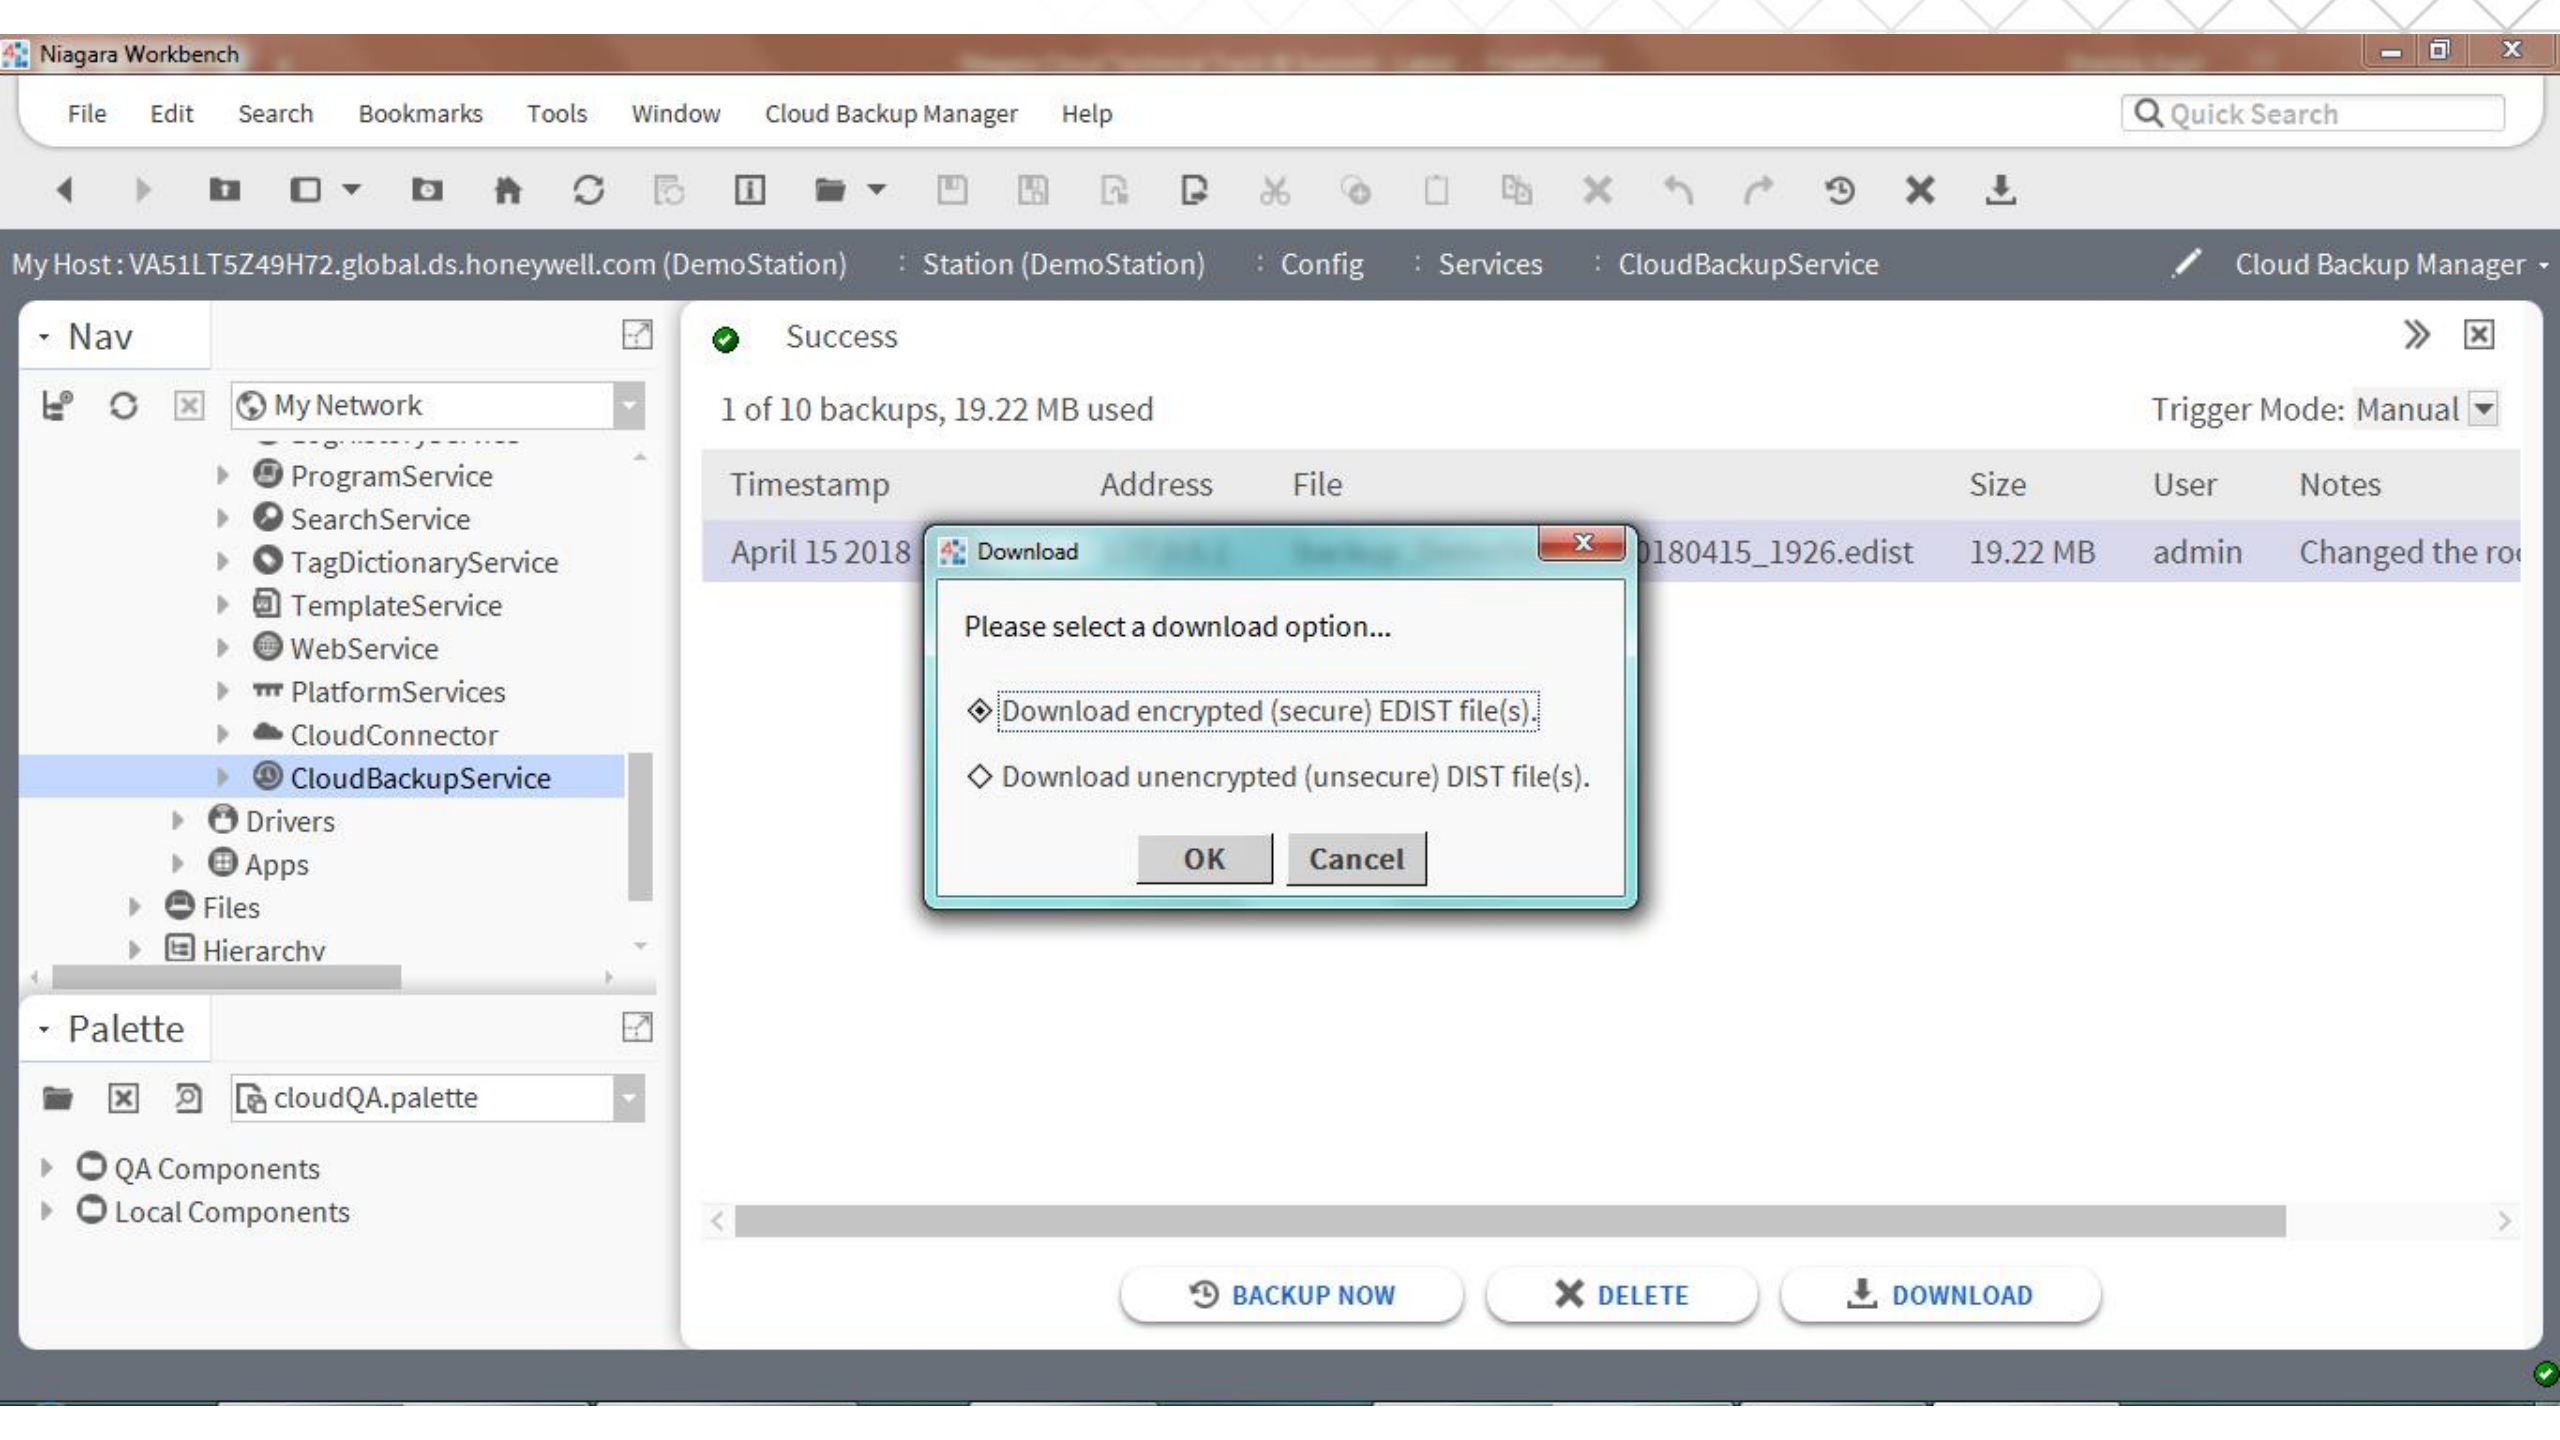 Niagara Workbench
File Edit Search Bookmarks Tools Window Cloud Backup Manager Help
Quick Search
My Host : VA51LT5Z49H72.global.ds.honeywell.com (DemoStation) : Station (DemoStation) : Config : Services : CloudBackupService
Cloud Backup Manager
Nav
My Network
ProgramService
SearchService
TagDictionaryService
TemplateService
WebService
PlatformServices
CloudConnector
CloudBackupService
Drivers
Apps
Files
Hierarchy
Palette
cloudQA.palette
QA Components
Local Components
Success
1 of 10 backups, 19.22 MB used
Trigger Mode: Manual
Timestamp Address File Size User Notes
April 15 2018 0180415_1926.edist 19.22 MB admin Changed the
Download
Please select a download option...
Download encrypted (secure) EDIST file(s).
Download unencrypted (unsecure) DIST file(s).
OK Cancel
BACKUP NOW DELETE DOWNLOAD